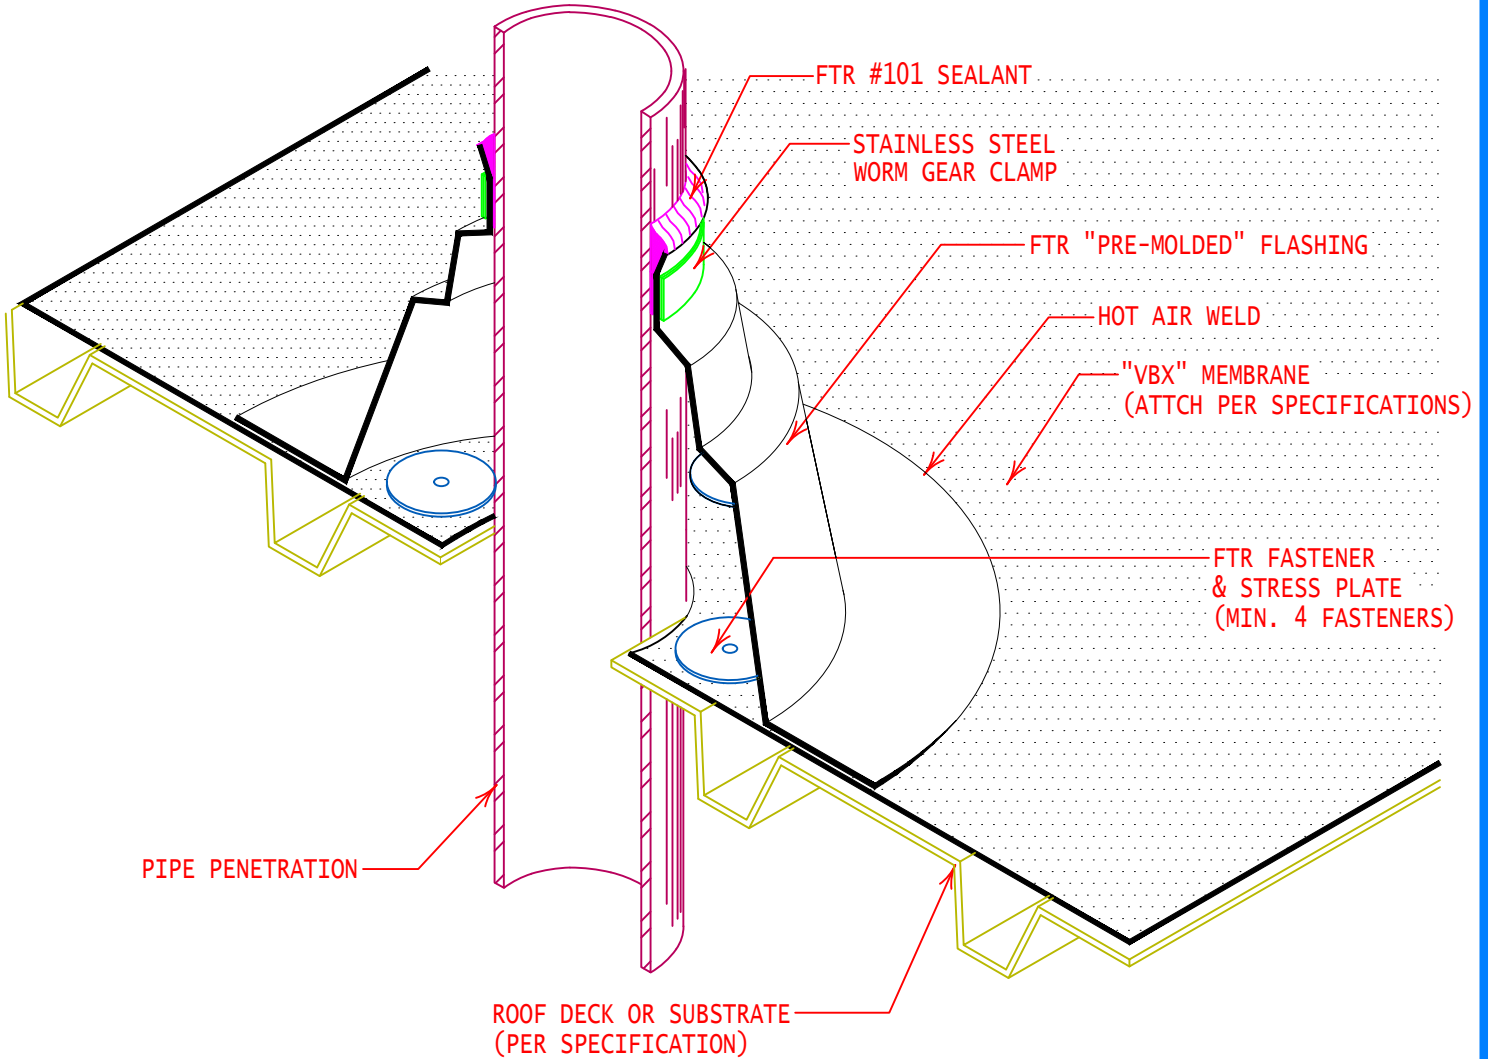 FTR #101 SEALANT
STAINLESS STEEL
WORM GEAR CLAMP
FTR "PRE-MOLDED" FLASHING
HOT AIR WELD
"VBX" MEMBRANE
(ATTCH PER SPECIFICATIONS)
FTR FASTENER
& STRESS PLATE
(MIN. 4 FASTENERS)
PIPE PENETRATION
ROOF DECK OR SUBSTRATE
(PER SPECIFICATION)